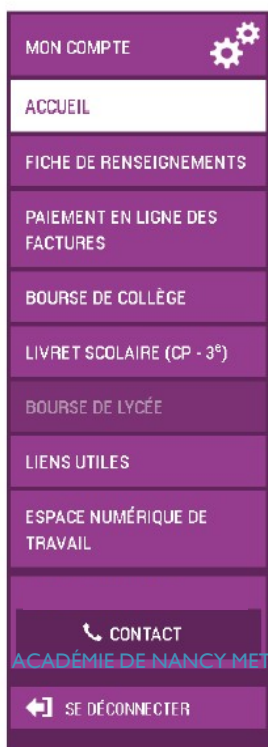 MON COMPTE
ACCUEIL
FICHE DE RENSEIGNEMENTS
PAIEMENT EN LIGNE DES
FACTURES
BOURSE DE COLLÈGE
LIVRET SCOLAIRE (CP - 3ᵉ)
BOURSE DE LYCÉE
LIENS UTILES
ESPACE NUMÉRIQUE DE
TRAVAIL
CONTACT
ACADÉMIE DE NANCY MET
SE DÉCONNECTER